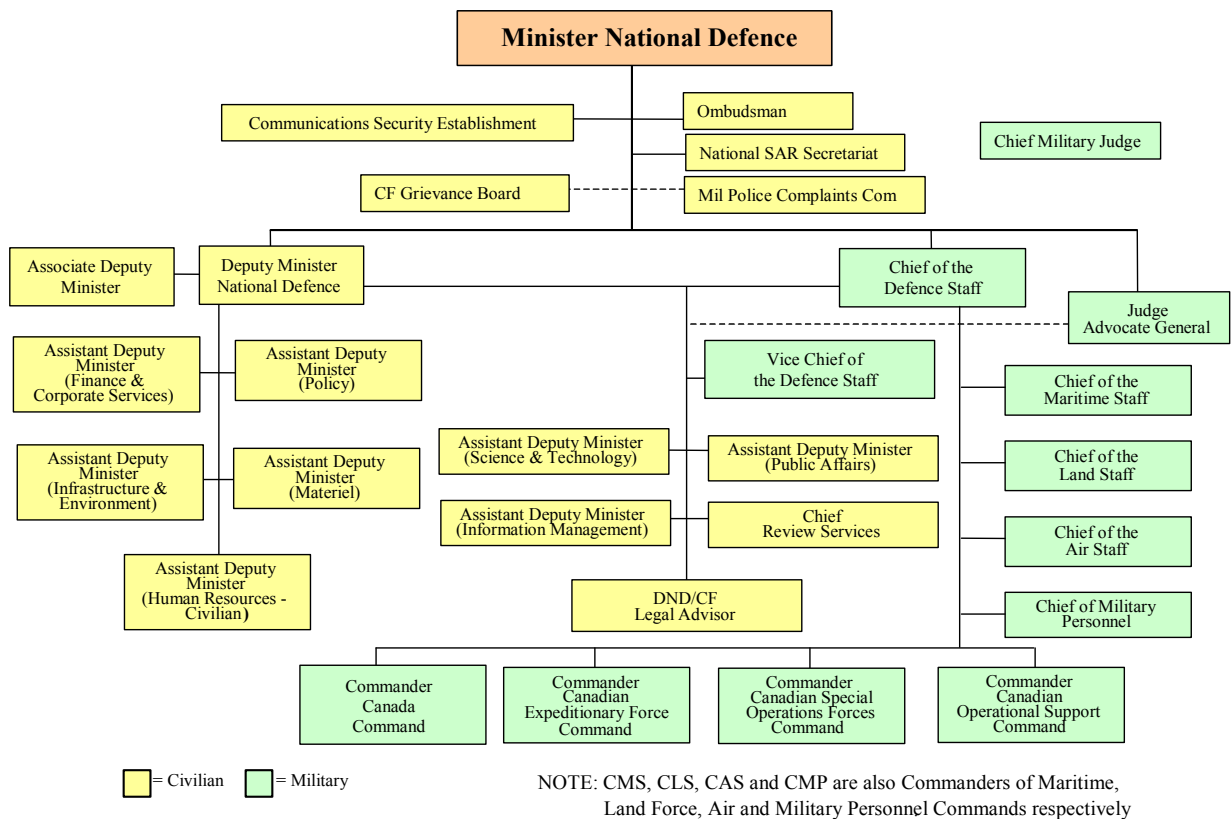 Minister National Defence
Communications Security Establishment
Ombudsman
Chief Military Judge
National SAR Secretariat
CF Grievance Board
Mil Police Complaints Com
Associate Deputy
Minister
Deputy Minister
National Defence
Chief of the
Defence Staff
Judge
Advocate General
Assistant Deputy
Minister
(Finance &
Corporate Services)
Assistant Deputy
Minister
(Policy)
Vice Chief of
the Defence Staff
Chief of the
Maritime Staff
Assistant Deputy
Minister
(Infrastructure &
Environment)
Assistant Deputy
Minister
(Materiel)
Assistant Deputy Minister
(Science & Technology)
Assistant Deputy Minister
(Public Affairs)
Chief of the
Land Staff
Assistant Deputy Minister
(Information Management)
Chief
Review Services
Chief of the
Air Staff
Assistant Deputy
Minister
(Human Resources -
Civilian)
DND/CF
Legal Advisor
Chief of Military
Personnel
Commander
Canada
Command
Commander
Canadian
Expeditionary Force
Command
Commander
Canadian Special
Operations Forces
Command
Commander
Canadian
Operational Support
Command
= Civilian
= Military
NOTE: CMS, CLS, CAS and CMP are also Commanders of Maritime,
Land Force, Air and Military Personnel Commands respectively